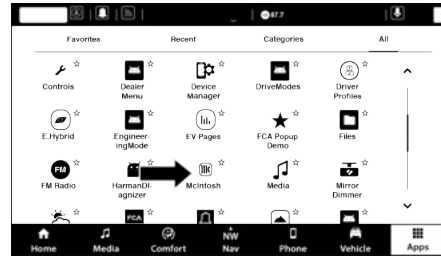 87.7
Favorites Recent Categories All
Controls Dealer Menu Device Manager DriveModes Driver Profiles
E.Hybrid Engineer-ingMode EV Pages FCA Popup Demo Files
FM
FM Radio HarmanDI-agnizer McIntosh Media Mirror Dimmer
FCA
NW
Home Media Comfort Nav Phone Vehicle Apps